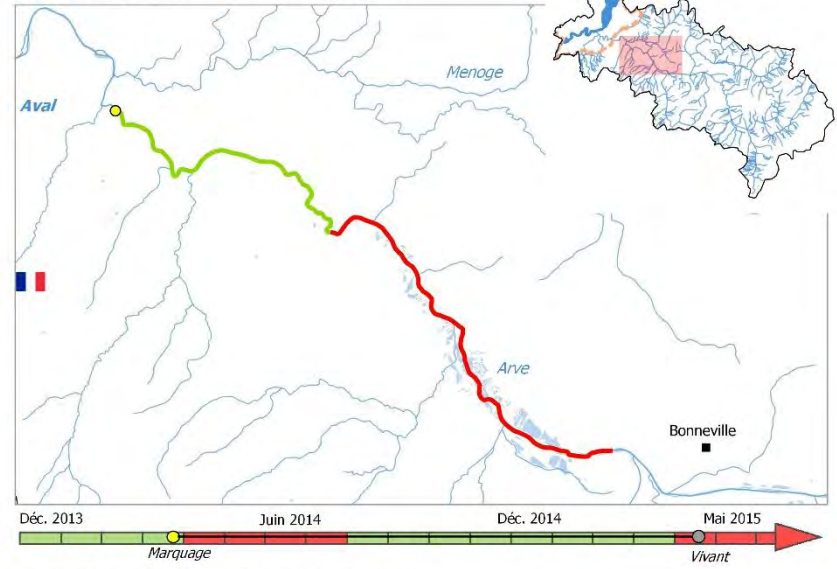 Menoge
Aval
Arve
Bonneville
Déc. 2013
Juin 2014
Déc. 2014
Mai 2015
Marquage
Vivant